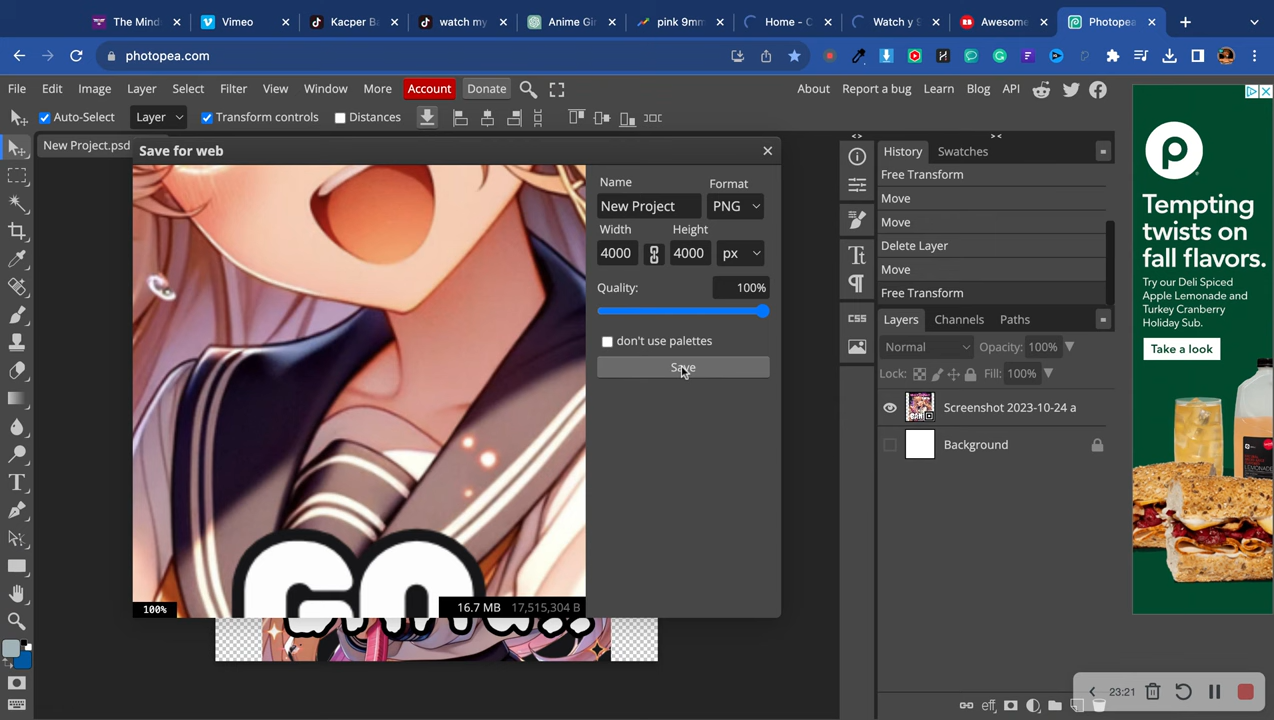 The Minds
Vimeo
Kacper Ba
watch my
Anime Gir
pink 9mm
Home - C
Watch y S
Awesome
Photopea
photopea.com
File Edit Image Layer Select Filter View Window More Account Donate
About Report a bug Learn Blog API
Auto-Select Layer Transform controls Distances
New Project.psd
Save for web
Name
Format
New Project
PNG
Width Height
4000 4000 px
Quality: 100%
don't use palettes
Save
GO
100%
16.7 MB 17,515,304 B
History Swatches
Free Transform
Move
Move
Delete Layer
Move
Free Transform
Layers Channels Paths
Normal Opacity: 100%
Lock: Fill: 100%
Screenshot 2023-10-24 a
Background
CSS
eff
Tempting
twists on
fall flavors.
Try our Deli Spiced
Apple Lemonade and
Turkey Cranberry
Holiday Sub.
Take a look
23:21